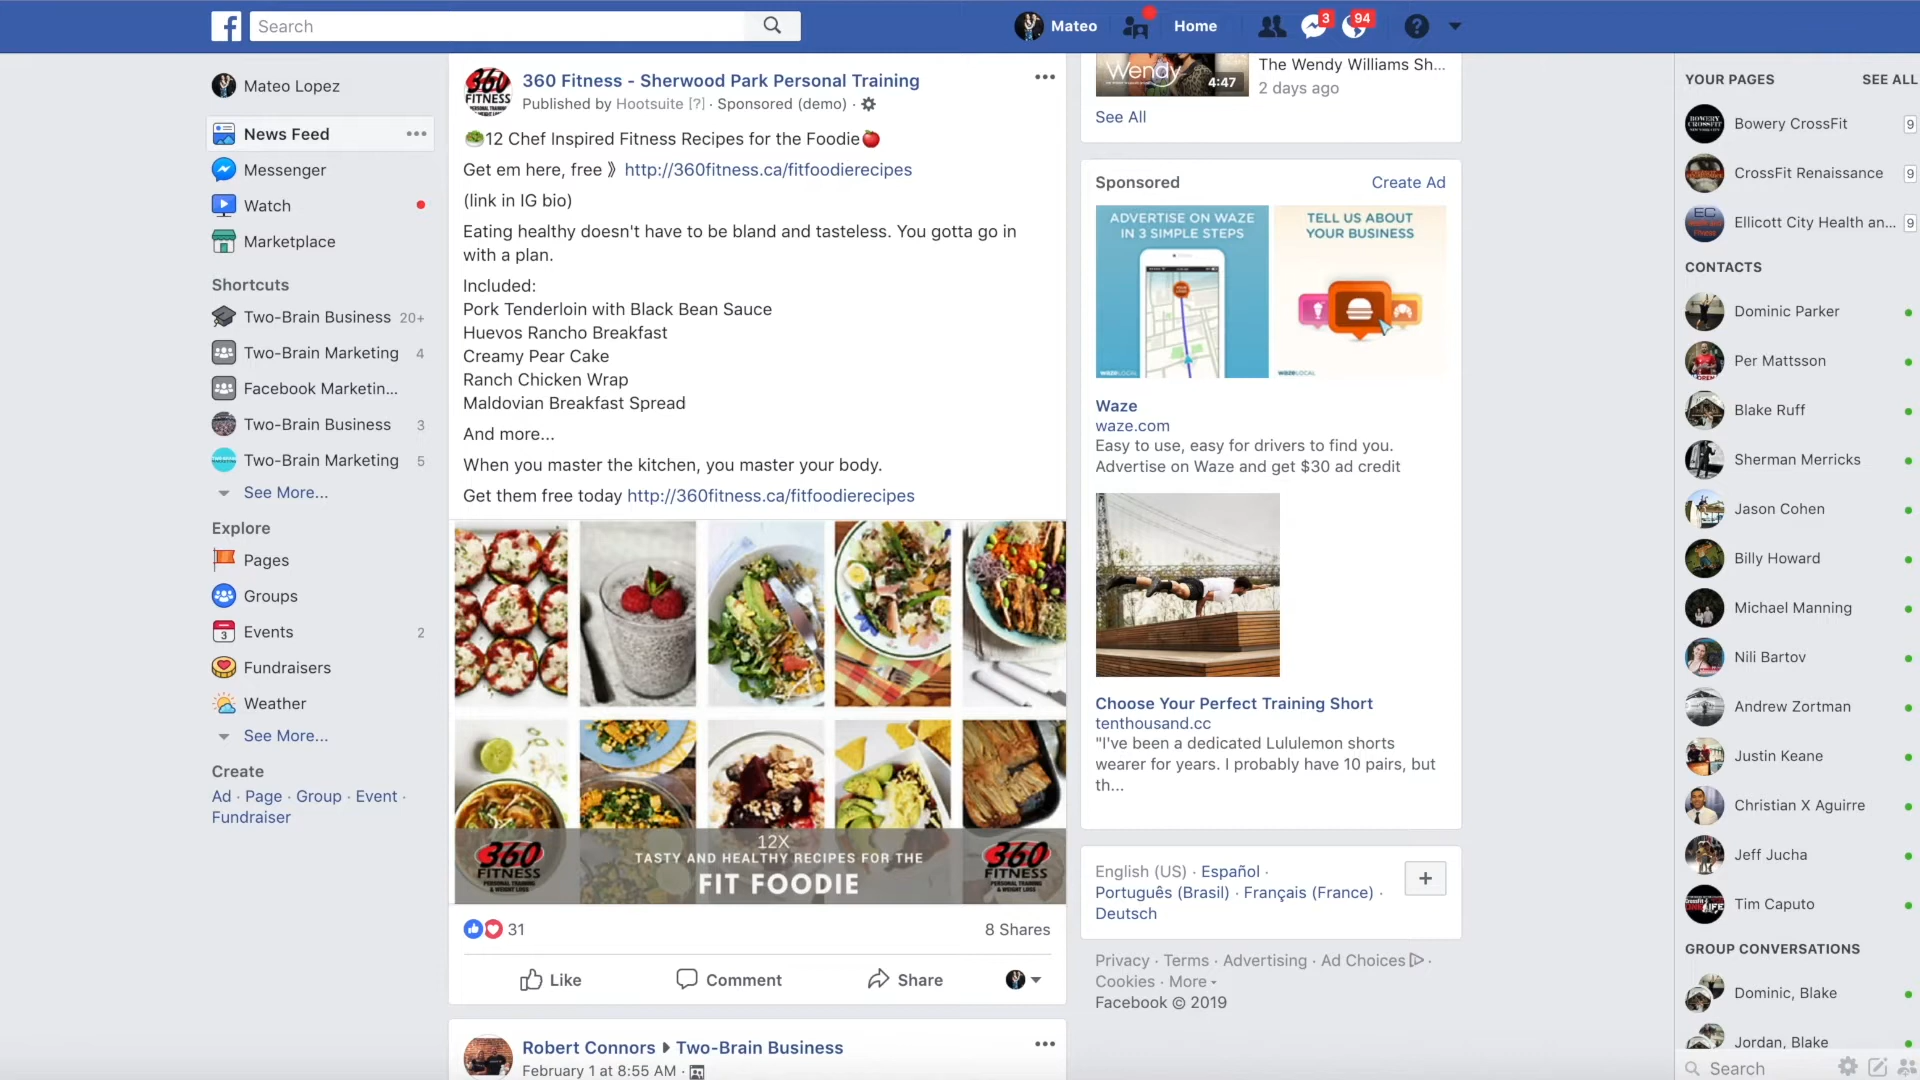 Search
Mateo
Home
3
94
Mateo Lopez
News Feed
Messenger
Watch
Marketplace
Shortcuts
Two-Brain Business 20+
Two-Brain Marketing 4
Facebook Marketin...
Two-Brain Business 3
Two-Brain Marketing 5
See More...
Explore
Pages
Groups
3
Events 2
Fundraisers
Weather
See More...
Create
Ad · Page · Group · Event ·
Fundraiser
360 Fitness - Sherwood Park Personal Training
Published by Hootsuite [?] · Sponsored (demo) ·
12 Chef Inspired Fitness Recipes for the Foodie
Get em here, free 》 http://360fitness.ca/fitfoodierecipes
(link in IG bio)
Eating healthy doesn't have to be bland and tasteless. You gotta go in
with a plan.
Included:
Pork Tenderloin with Black Bean Sauce
Huevos Rancho Breakfast
Creamy Pear Cake
Ranch Chicken Wrap
Maldovian Breakfast Spread
And more...
When you master the kitchen, you master your body.
Get them free today http://360fitness.ca/fitfoodierecipes
12X
TASTY AND HEALTHY RECIPES FOR THE
FIT FOODIE
360
FITNESS
PERSONAL TRAINING
& WEIGHT LOSS
360
FITNESS
PERSONAL TRAINING
& WEIGHT LOSS
31
8 Shares
Like
Comment
Share
Robert Connors ▸ Two-Brain Business
February 1 at 8:55 AM ·
Wendy
4:47
The Wendy Williams Sh...
2 days ago
See All
Sponsored
Create Ad
ADVERTISE ON WAZE
IN 3 SIMPLE STEPS
TELL US ABOUT
YOUR BUSINESS
Waze
waze.com
Easy to use, easy for drivers to find you.
Advertise on Waze and get $30 ad credit
Choose Your Perfect Training Short
tenthousand.cc
"I've been a dedicated Lululemon shorts
wearer for years. I probably have 10 pairs, but
th...
English (US) · Español ·
Português (Brasil) · Français (France) ·
Deutsch
+
Privacy · Terms · Advertising · Ad Choices ·
Cookies · More
Facebook © 2019
YOUR PAGES
SEE ALL
Bowery CrossFit 9
CrossFit Renaissance 9
Ellicott City Health an... 9
CONTACTS
Dominic Parker
Per Mattsson
Blake Ruff
Sherman Merricks
Jason Cohen
Billy Howard
Michael Manning
Nili Bartov
Andrew Zortman
Justin Keane
Christian X Aguirre
Jeff Jucha
Tim Caputo
GROUP CONVERSATIONS
Dominic, Blake
Jordan, Blake
Search